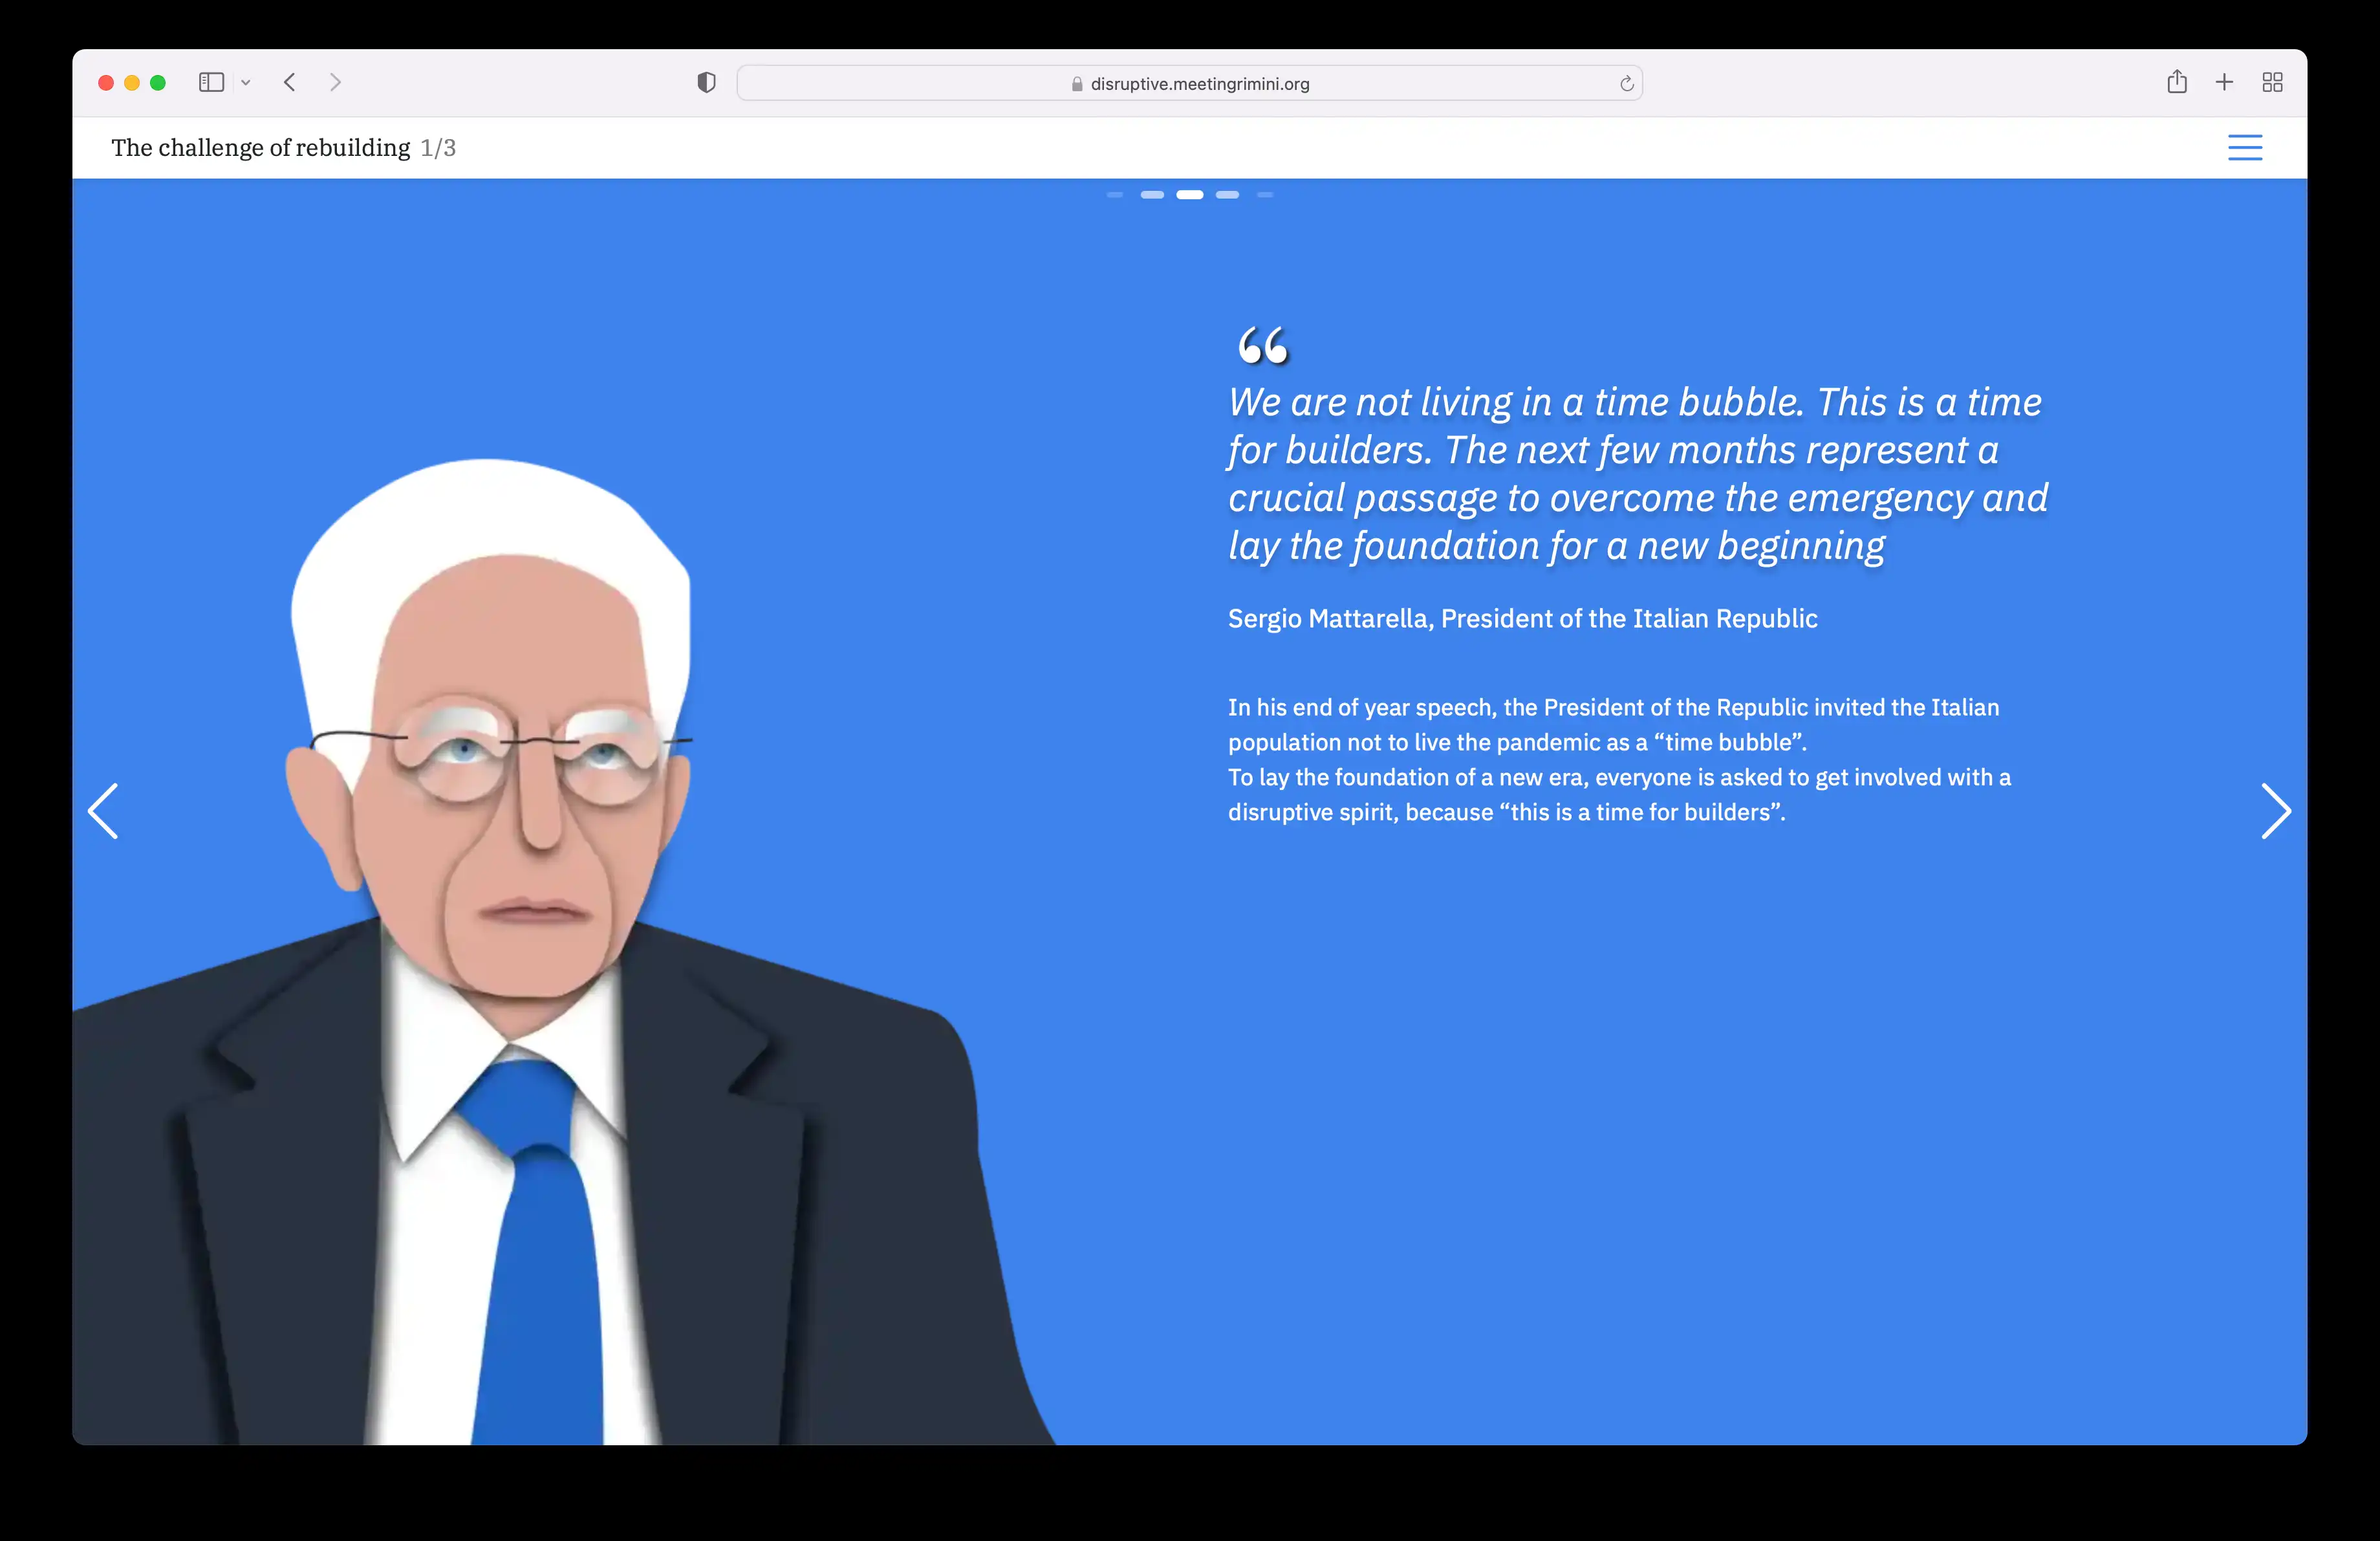 disruptive.meetingrimini.org
The challenge of rebuilding 1/3
“
We are not living in a time bubble. This is a time
for builders. The next few months represent a
crucial passage to overcome the emergency and
lay the foundation for a new beginning
Sergio Mattarella, President of the Italian Republic
In his end of year speech, the President of the Republic invited the Italian
population not to live the pandemic as a “time bubble”.
To lay the foundation of a new era, everyone is asked to get involved with a
disruptive spirit, because “this is a time for builders”.